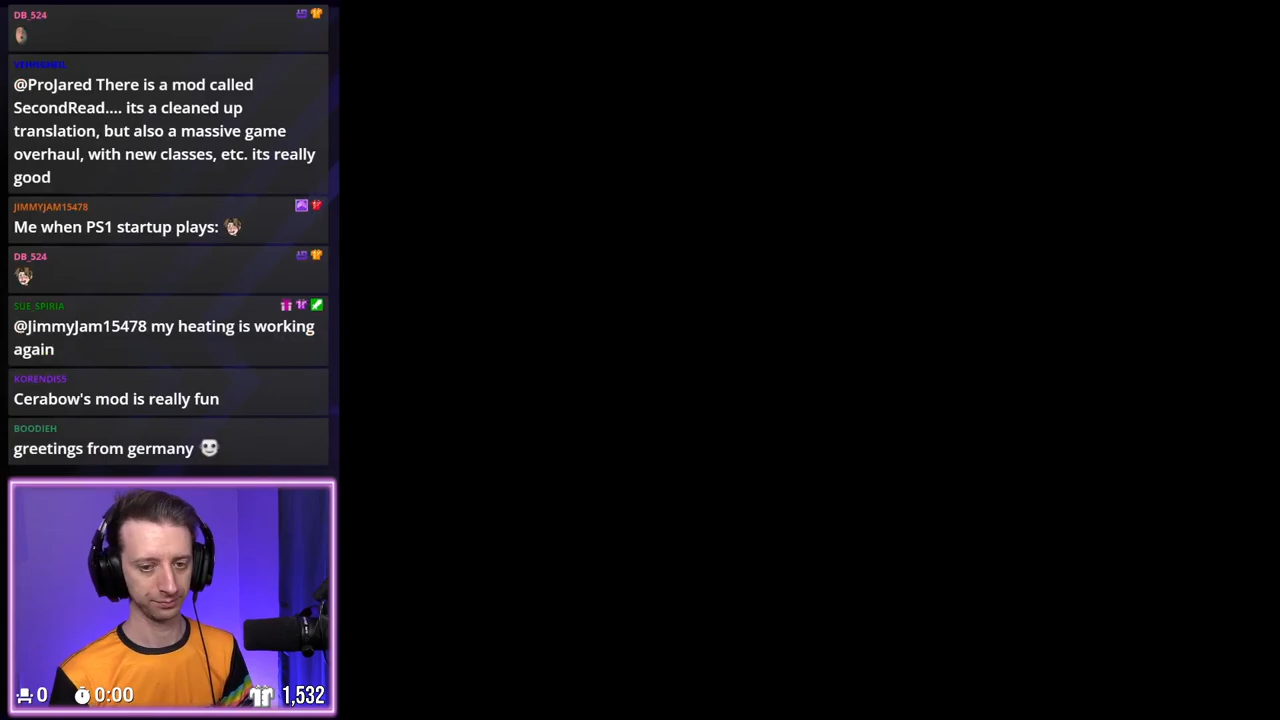 DB_524
@ProJared There is a mod called
SecondRead.... its a cleaned up
translation, but also a massive game
overhaul, with new classes, etc. its really
good
JIMMYJAM15478
Me when PS1 startup plays:
DB_524
SUE_SPIRIA
@JimmyJam15478 my heating is working
again
KORENDISS
Cerabow's mod is really fun
BOODIEH
greetings from germany
0 0:00 1,532